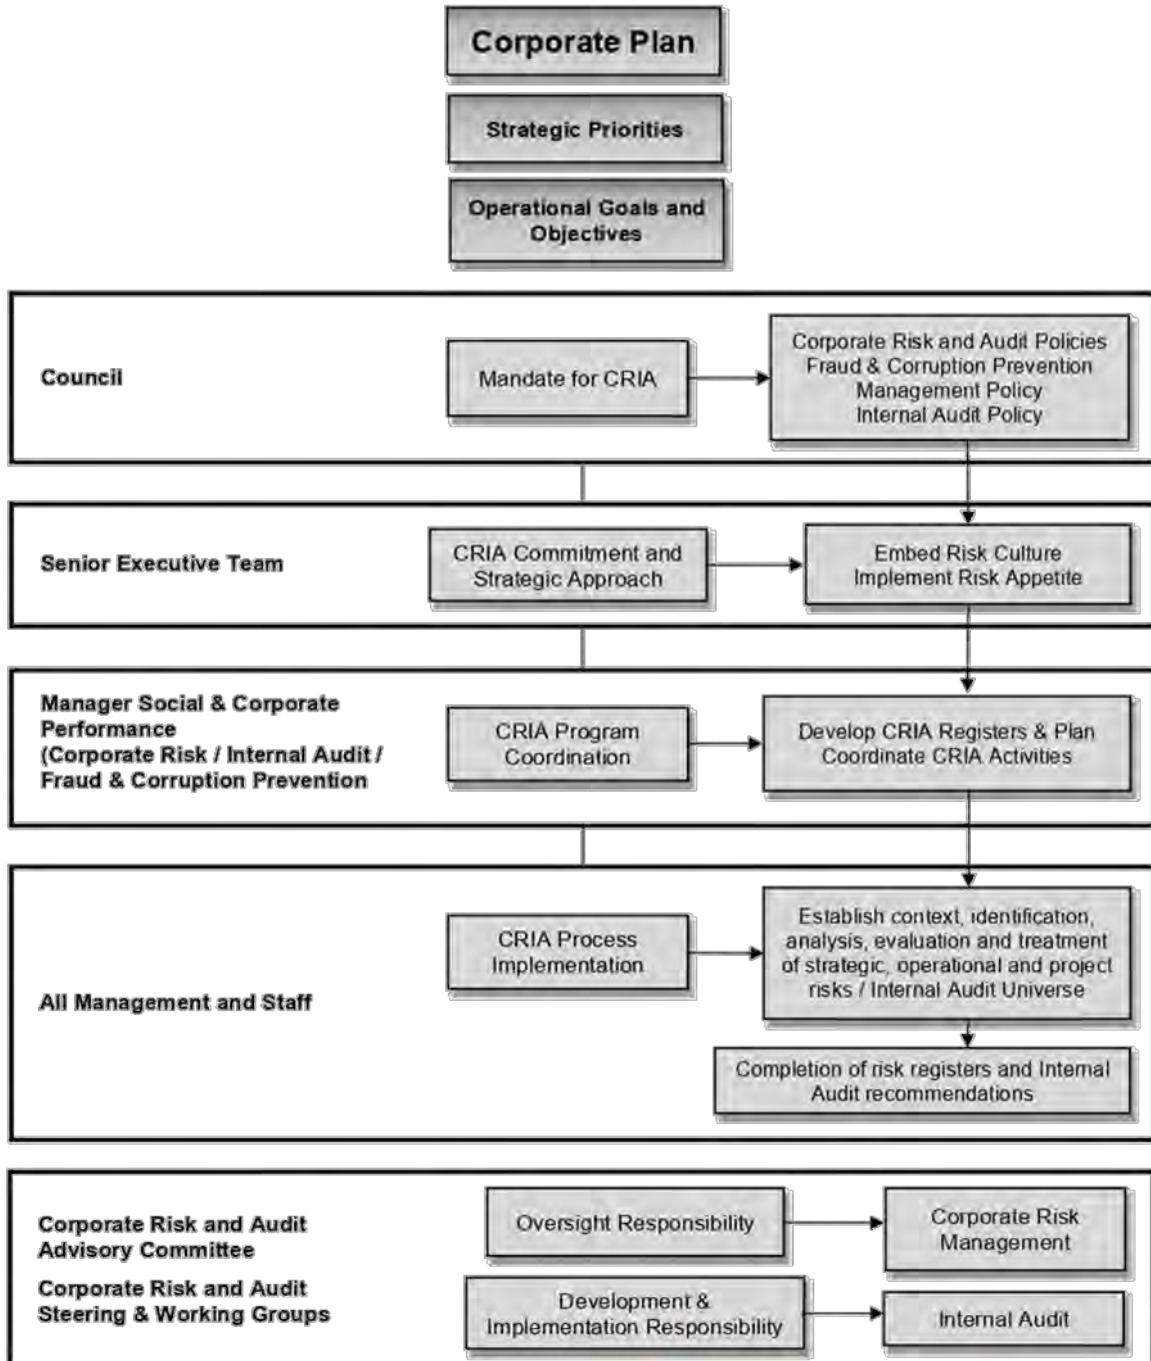 Corporate Plan
Strategic Priorities
Operational Goals and
Objectives
Council
Mandate for CRIA
Corporate Risk and Audit Policies
Fraud & Corruption Prevention
Management Policy
Internal Audit Policy
Senior Executive Team
CRIA Commitment and
Strategic Approach
Embed Risk Culture
Implement Risk Appetite
Manager Social & Corporate
Performance
(Corporate Risk / Internal Audit /
Fraud & Corruption Prevention
CRIA Program
Coordination
Develop CRIA Registers & Plan
Coordinate CRIA Activities
All Management and Staff
CRIA Process
Implementation
Establish context, identification,
analysis, evaluation and treatment
of strategic, operational and project
risks / Internal Audit Universe
Completion of risk registers and Internal
Audit recommendations
Corporate Risk and Audit
Advisory Committee
Oversight Responsibility
Corporate Risk
Management
Corporate Risk and Audit
Steering & Working Groups
Development &
Implementation Responsibility
Internal Audit